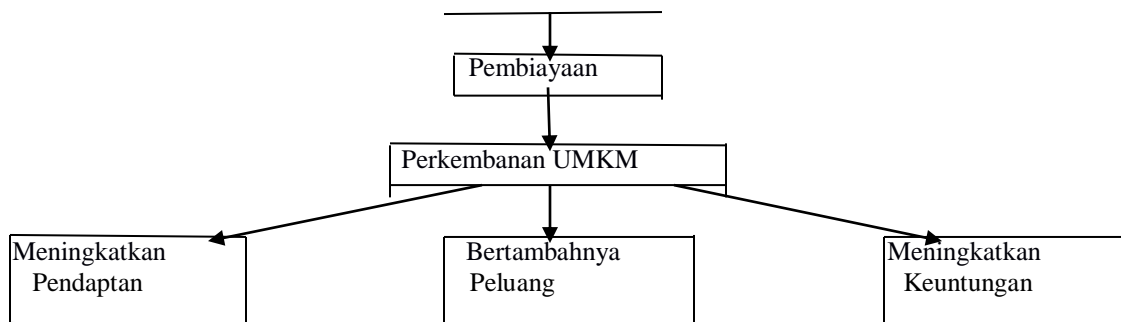 Pembiayaan
Perkembanan UMKM
Meningkatkan
Pendaptan
Bertambahnya
Peluang
Meningkatkan
Keuntungan